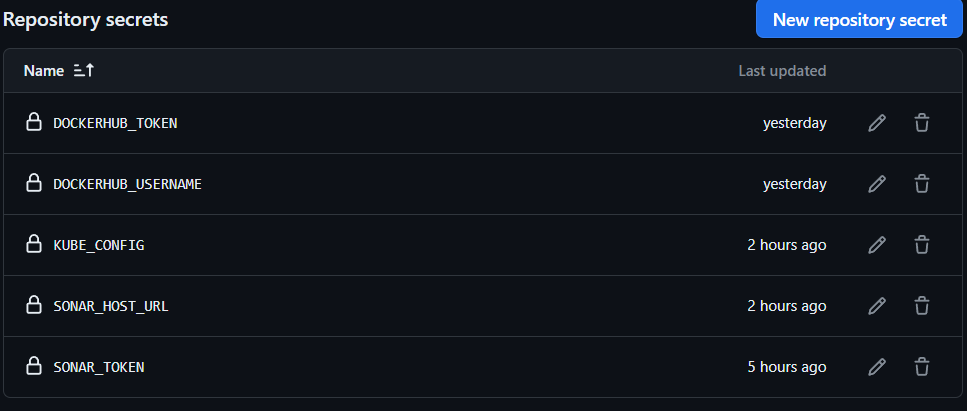 Repository secrets
New repository secret
Name
Last updated
DOCKERHUB_TOKEN
yesterday
DOCKERHUB_USERNAME
yesterday
KUBE_CONFIG
2 hours ago
SONAR_HOST_URL
2 hours ago
SONAR_TOKEN
5 hours ago